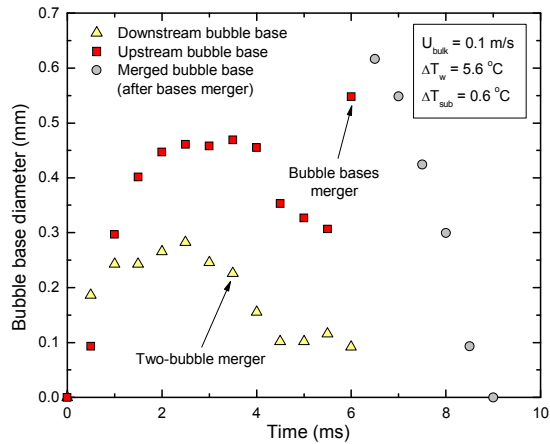 Downstream bubble base
Upstream bubble base
Merged bubble base
(after bases merger)
U_bulk = 0.1 m/s
ΔT_w = 5.6 °C
ΔT_sub = 0.6 °C
Bubble bases
merger
Two-bubble merger
Bubble base diameter (mm)
0.7
0.6
0.5
0.4
0.3
0.2
0.1
0.0
0 2 4 6 8 10
Time (ms)